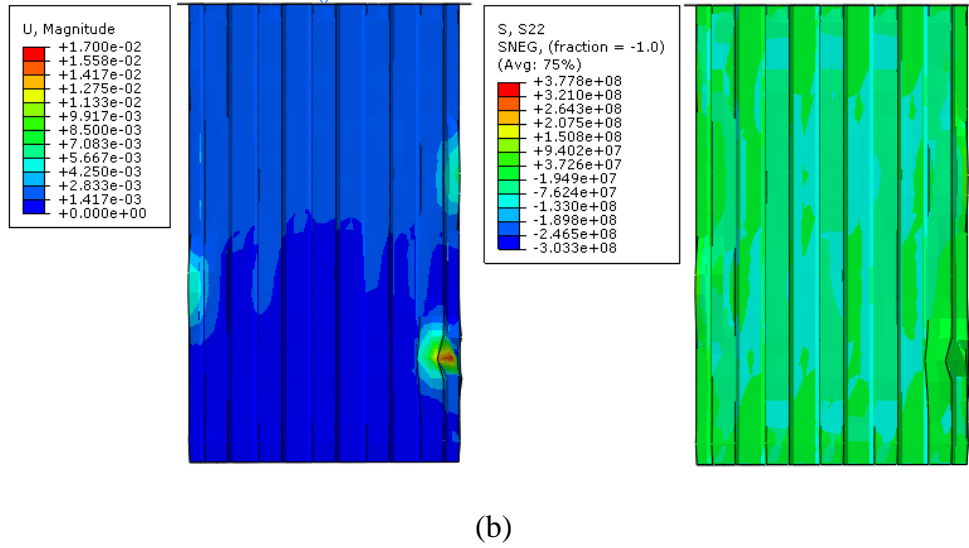 U, Magnitude
+1.700e-02
+1.558e-02
+1.417e-02
+1.275e-02
+1.133e-02
+9.917e-03
+8.500e-03
+7.083e-03
+5.667e-03
+4.250e-03
+2.833e-03
+1.417e-03
+0.000e+00
S, S22
SNEG, (fraction = -1.0)
(Avg: 75%)
+3.778e+08
+3.210e+08
+2.643e+08
+2.075e+08
+1.508e+08
+9.402e+07
+3.726e+07
-1.949e+07
-7.624e+07
-1.330e+08
-1.898e+08
-2.465e+08
-3.033e+08
(b)